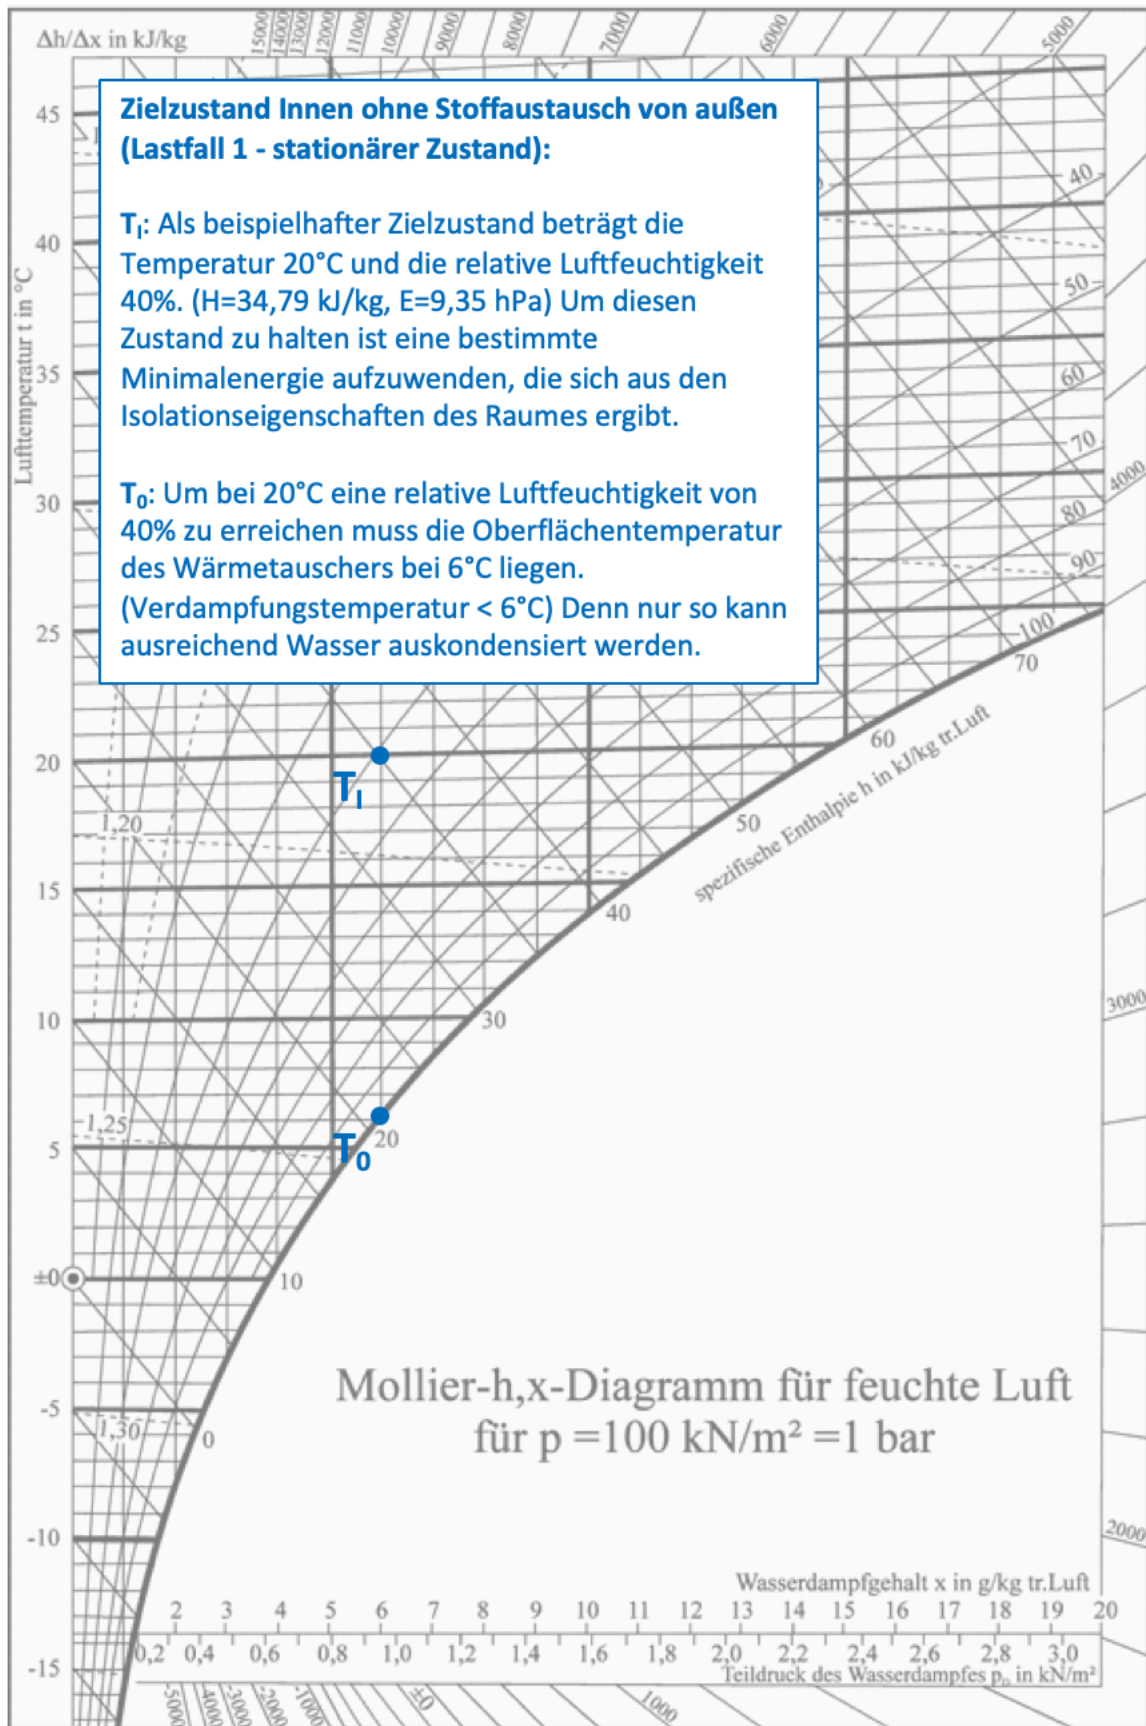 Δh/Δx in kJ/kg
15000 14000 13000 12000 11000 10000 9000 8000 7000 6000 5000
Zielzustand Innen ohne Stoffaustausch von außen
(Lastfall 1 - stationärer Zustand):
T_I: Als beispielhafter Zielzustand beträgt die
Temperatur 20°C und die relative Luftfeuchtigkeit
40%. (H=34,79 kJ/kg, E=9,35 hPa) Um diesen
Zustand zu halten ist eine bestimmte
Minimalenergie aufzuwenden, die sich aus den
Isolationseigenschaften des Raumes ergibt.
T_0: Um bei 20°C eine relative Luftfeuchtigkeit von
40% zu erreichen muss die Oberflächentemperatur
des Wärmetauschers bei 6°C liegen.
(Verdampfungstemperatur < 6°C) Denn nur so kann
ausreichend Wasser auskondensiert werden.
Lufttemperatur t in °C
45
40
35
30
25
20
15
10
5
±0
-5
-10
-15
40
50
60
70
80
90
100
4000
3000
2000
70
60
50
40
30
20
10
0
spezifische Enthalpie h in kJ/kg tr.Luft
T_I
1,20
1,25
T_0
1,30
Mollier-h,x-Diagramm für feuchte Luft
für p =100 kN/m² =1 bar
Wasserdampfgehalt x in g/kg tr.Luft
2 3 4 5 6 7 8 9 10 11 12 13 14 15 16 17 18 19 20
0,2 0,4 0,6 0,8 1,0 1,2 1,4 1,6 1,8 2,0 2,2 2,4 2,6 2,8 3,0
Teildruck des Wasserdampfes p_D in kN/m²
-5000 -4000 -3000 -2000 -1000 ±0 1000